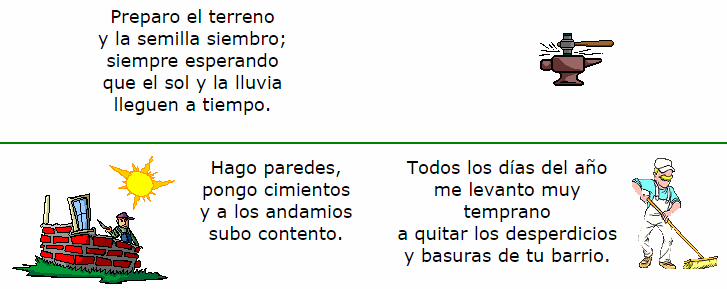 Preparo el terreno
y la semilla siembro;
siempre esperando
que el sol y la lluvia
lleguen a tiempo.
Hago paredes,
pongo cimientos
y a los andamios
subo contento.
Todos los días del año
me levanto muy
temprano
a quitar los desperdicios
y basuras de tu barrio.